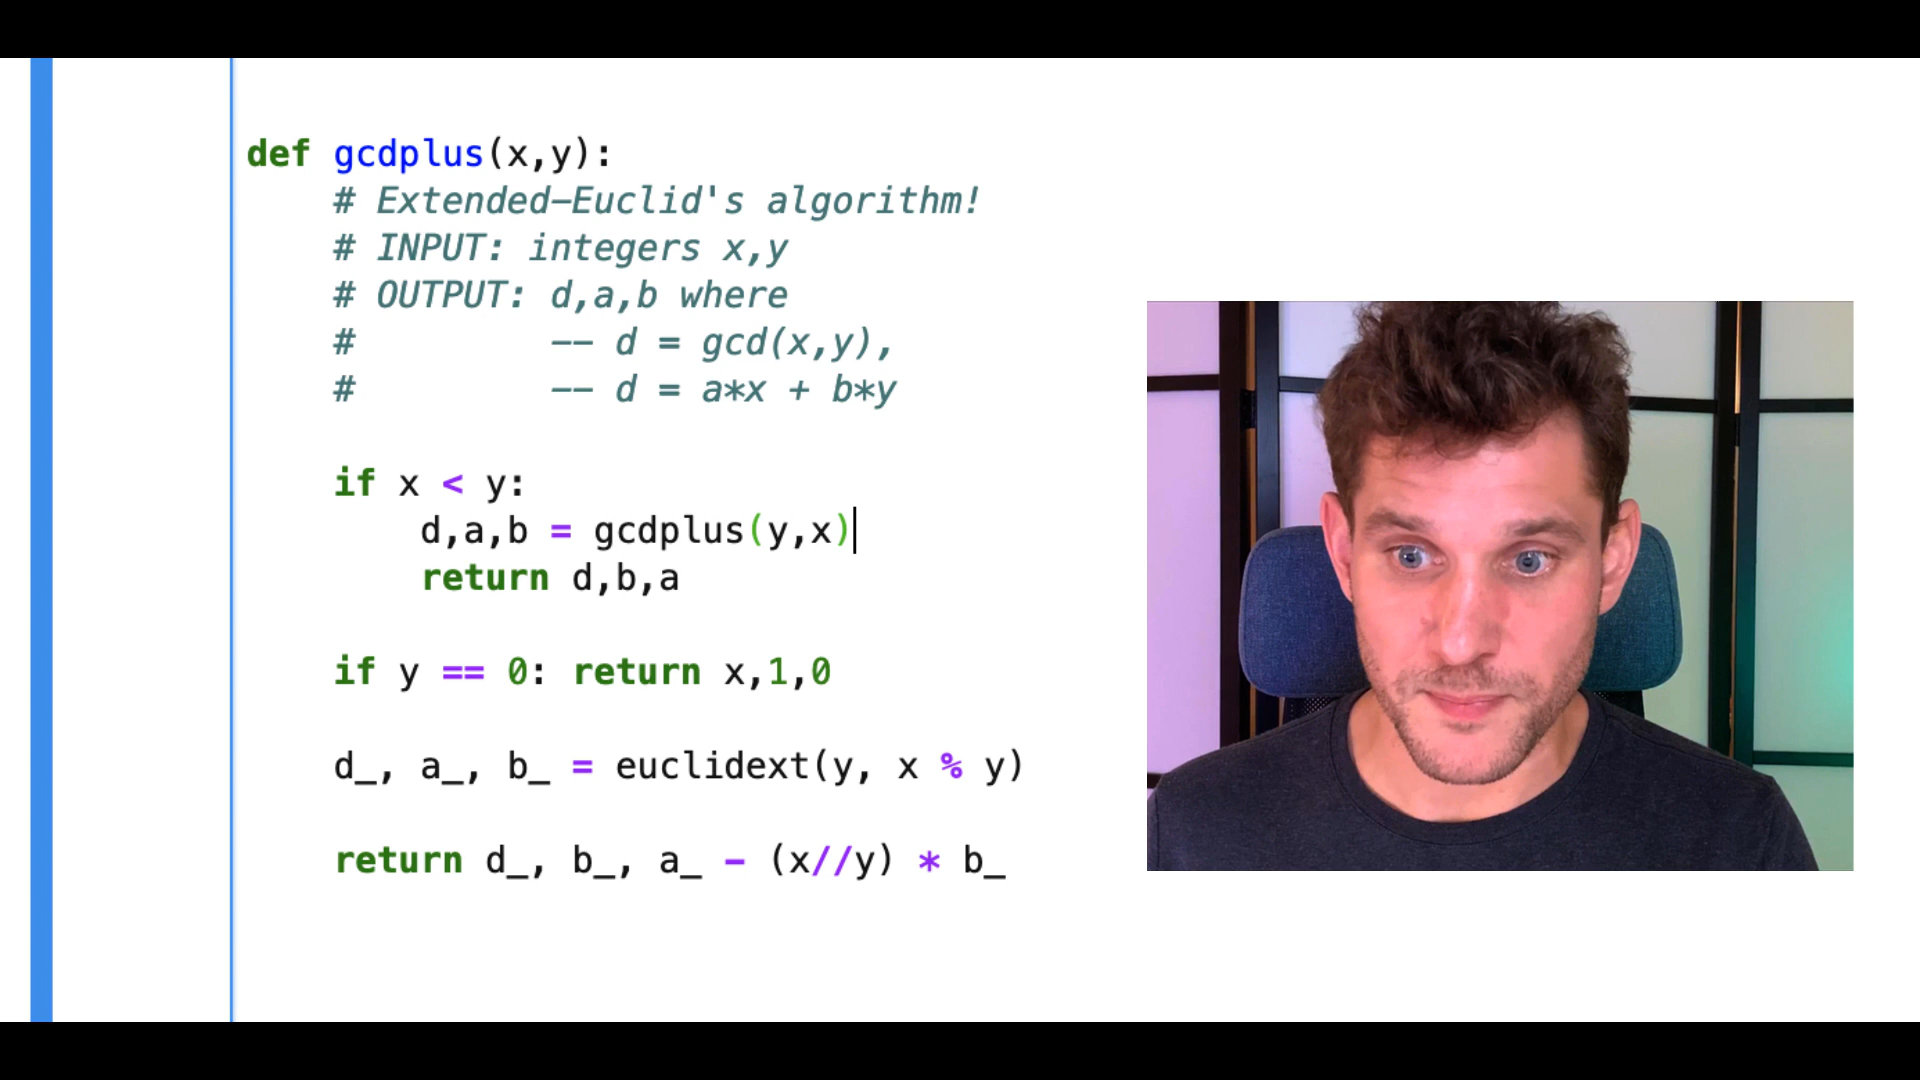 def gcdplus(x,y):
# Extended-Euclid's algorithm!
# INPUT: integers x,y
# OUTPUT: d,a,b where
# -- d = gcd(x,y),
# -- d = a*x + b*y
if x < y:
d,a,b = gcdplus(y,x)
return d,b,a
if y == 0: return x,1,0
d_, a_, b_ = euclidext(y, x % y)
return d_, b_, a_ - (x//y) * b_